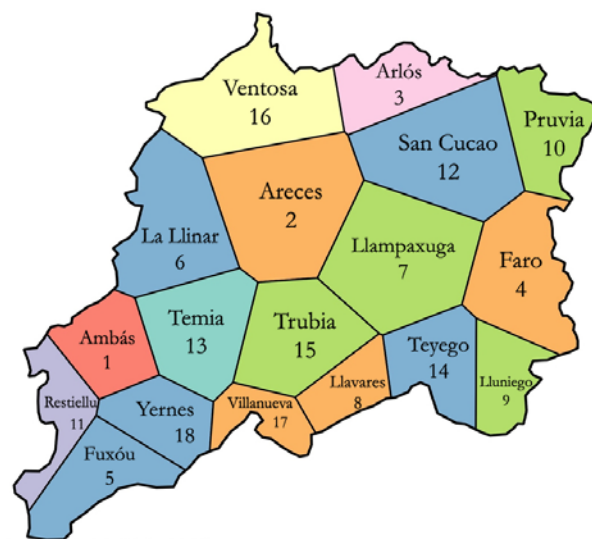 Ventosa
16
Arlós
3
Pruvia
10
San Cucao
12
Areces
2
La Llinar
6
Llampaxuga
7
Faro
4
Ambás
1
Temia
13
Trubia
15
Teyego
14
Lluniego
9
Llavares
8
Villanueva
17
Restiellu
11
Yernes
18
Fuxóu
5